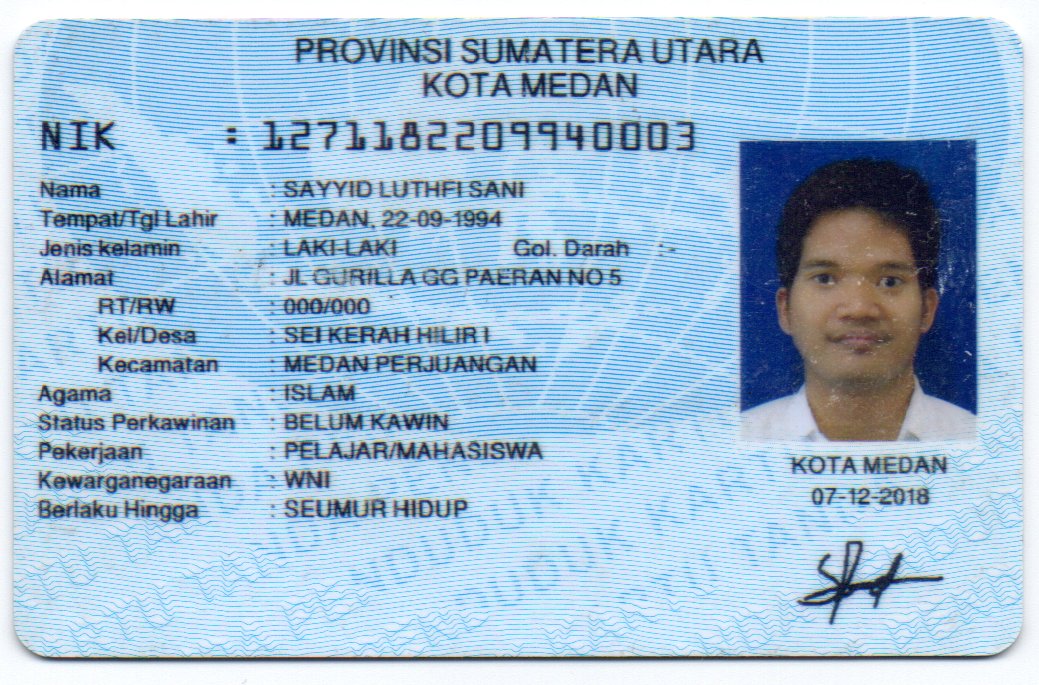 PROVINSI SUMATERA UTARA
KOTA MEDAN
NIK : 1271182209940003
Nama : SAYYID LUTHFI SANI
Tempat/Tgl Lahir : MEDAN, 22-09-1994
Jenis kelamin : LAKI-LAKI Gol. Darah : -
Alamat : JL GURILLA GG PAERAN NO 5
RT/RW : 000/000
Kel/Desa : SEI KERAH HILIR I
Kecamatan : MEDAN PERJUANGAN
Agama : ISLAM
Status Perkawinan : BELUM KAWIN
Pekerjaan : PELAJAR/MAHASISWA
Kewarganegaraan : WNI
Berlaku Hingga : SEUMUR HIDUP
KOTA MEDAN
07-12-2018